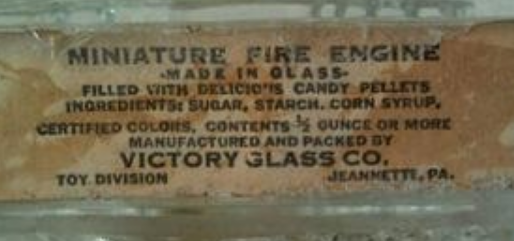 MINIATURE FIRE ENGINE
-MADE IN GLASS-
FILLED WITH DELICIOUS CANDY PELLETS
INGREDIENTS: SUGAR, STARCH, CORN SYRUP,
CERTIFIED COLORS, CONTENTS ½ OUNCE OR MORE
MANUFACTURED AND PACKED BY
VICTORY GLASS CO.
TOY DIVISION JEANNETTE, PA.